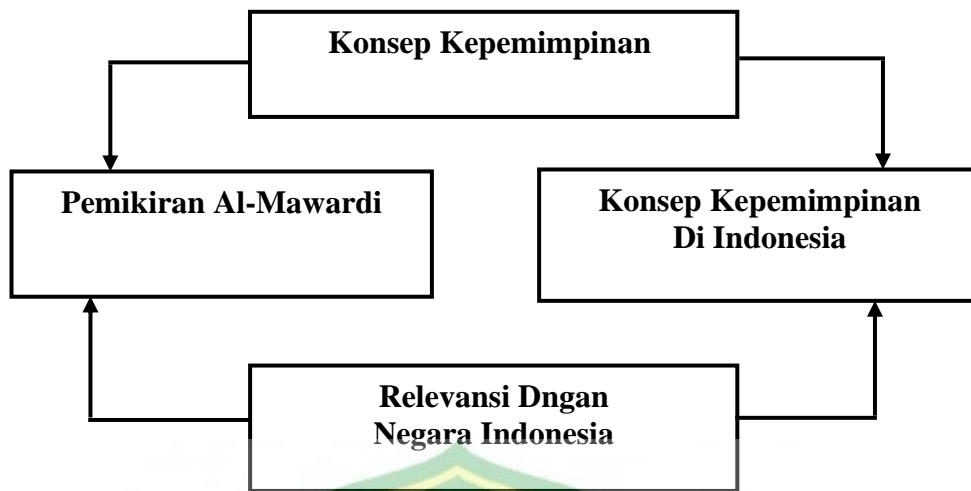 Konsep Kepemimpinan
Pemikiran Al-Mawardi
Konsep Kepemimpinan
Di Indonesia
Relevansi Dngan
Negara Indonesia